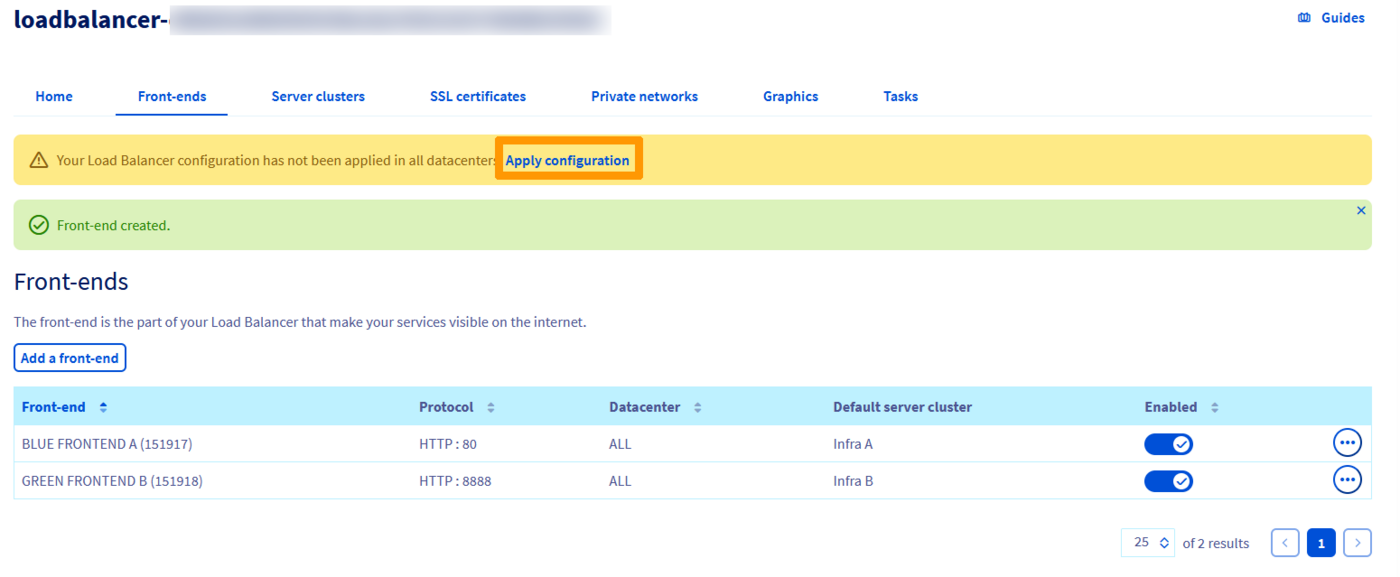 loadbalancer-
Guides
Home Front-ends Server clusters SSL certificates Private networks Graphics Tasks
Your Load Balancer configuration has not been applied in all datacenters Apply configuration
Front-end created.
Front-ends
The front-end is the part of your Load Balancer that make your services visible on the internet.
Add a front-end
Front-end Protocol Datacenter Default server cluster Enabled
BLUE FRONTEND A (151917) HTTP : 80 ALL Infra A
GREEN FRONTEND B (151918) HTTP : 8888 ALL Infra B
25 of 2 results 1